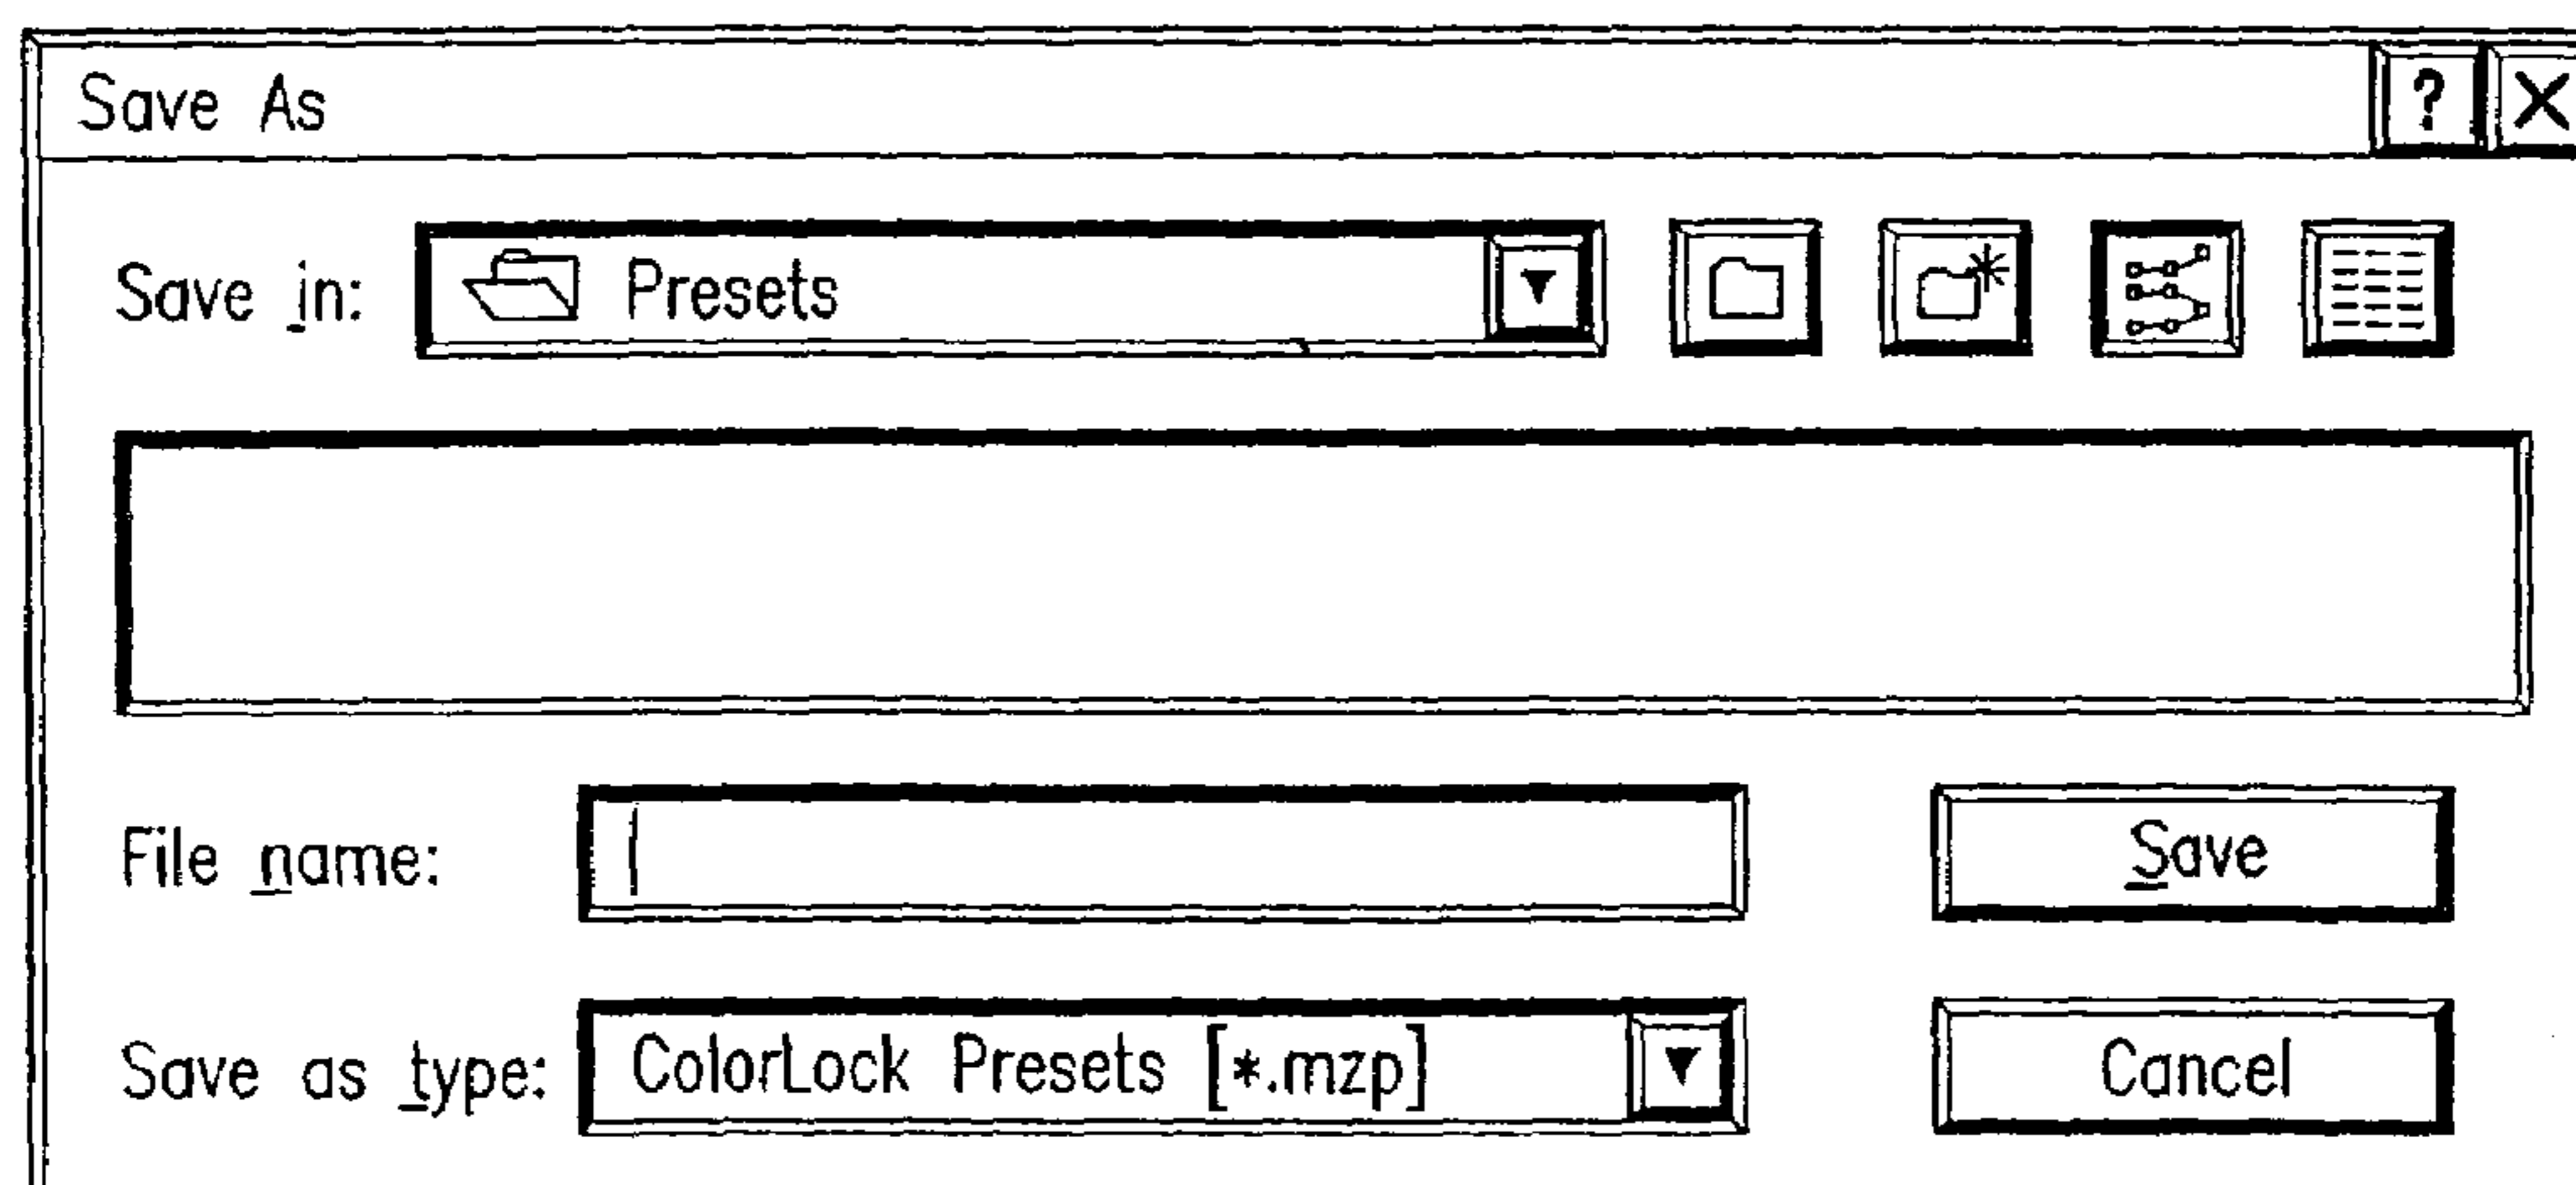 Save As ? X
Save in: Presets
File name: Save
Save as type: ColorLock Presets [*.mzp] Cancel